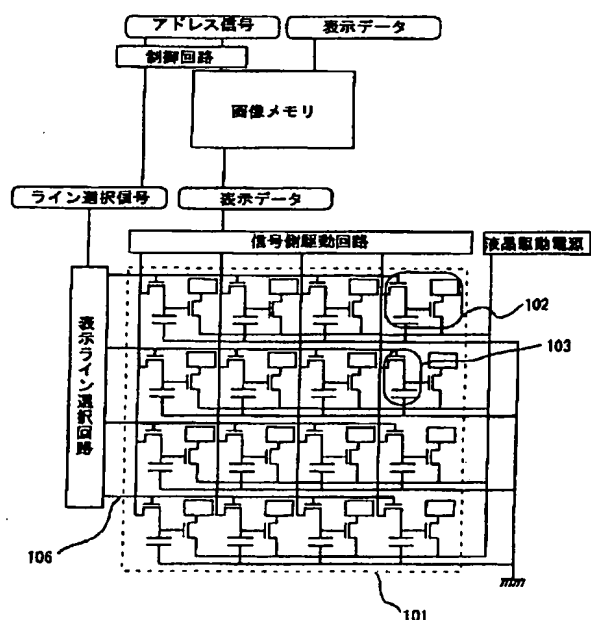 アドレス信号
表示データ
制御回路
画像メモリ
ライン選択信号
表示データ
信号側駆動回路
液晶駆動電源
表示ライン選択回路
102
103
106
101